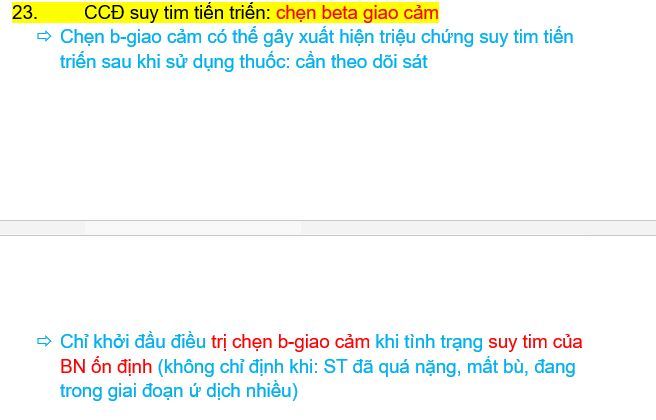 23. CCĐ suy tim tiến triển: chẹn beta giao cảm
⇨ Chẹn b-giao cảm có thể gây xuất hiện triệu chứng suy tim tiến
triển sau khi sử dụng thuốc: cần theo dõi sát
⇨ Chỉ khởi đầu điều trị chẹn b-giao cảm khi tình trạng suy tim của
BN ổn định (không chỉ định khi: ST đã quá nặng, mất bù, đang
trong giai đoạn ứ dịch nhiều)